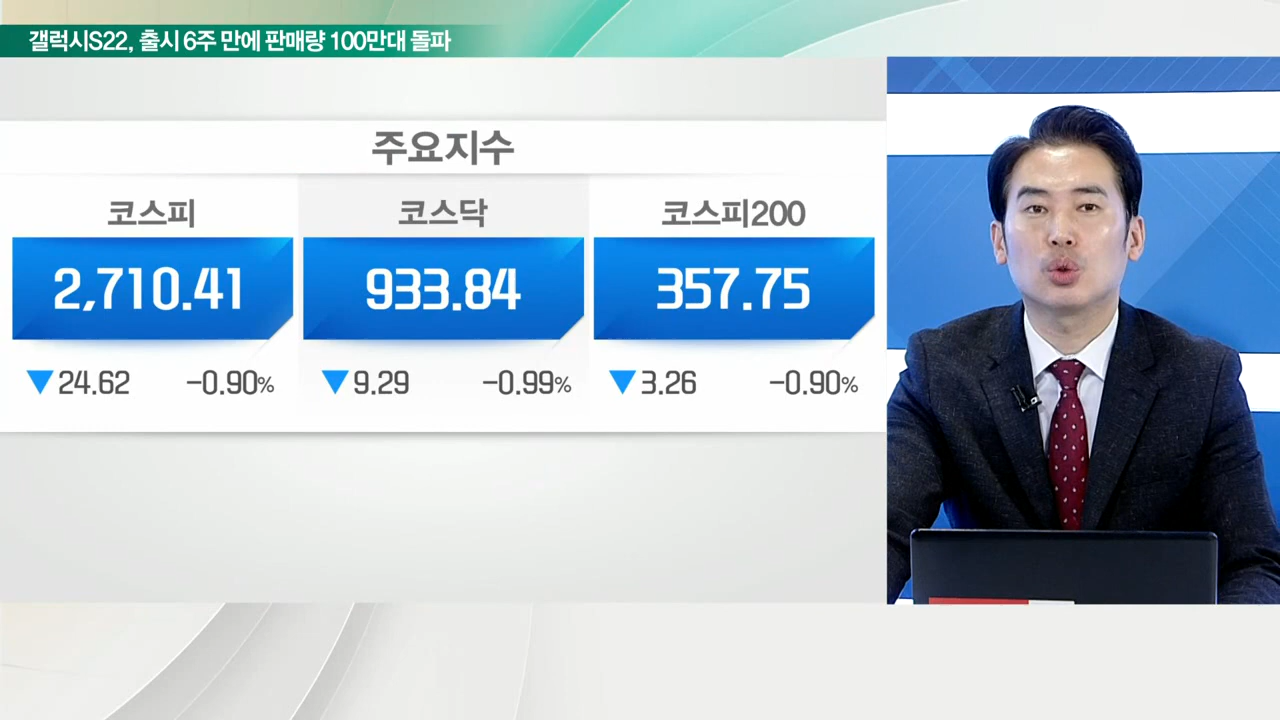 갤럭시S22, 출시 6주 만에 판매량 100만대 돌파
주요지수
코스피 코스닥 코스피200
2,710.41 933.84 357.75
▼24.62 -0.90% ▼9.29 -0.99% ▼3.26 -0.90%